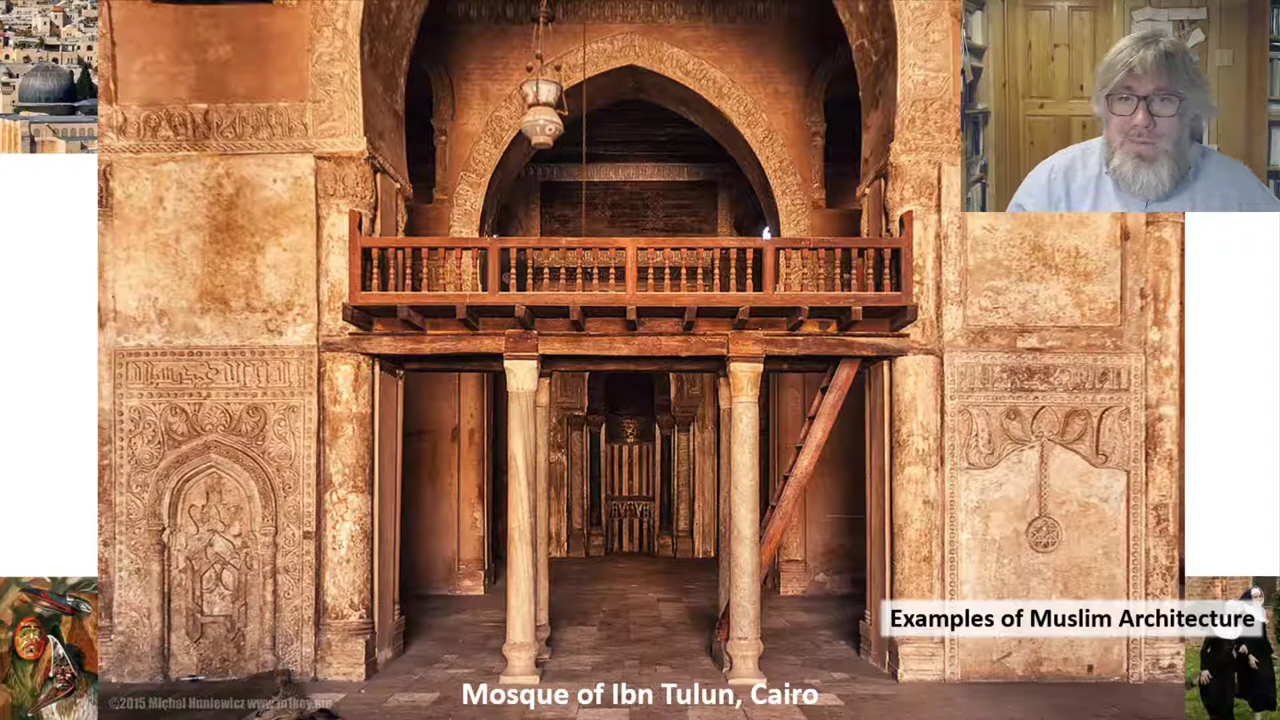 Examples of Muslim Architecture
Mosque of Ibn Tulun, Cairo
©2015 Michal Huniewicz www.m1key.me